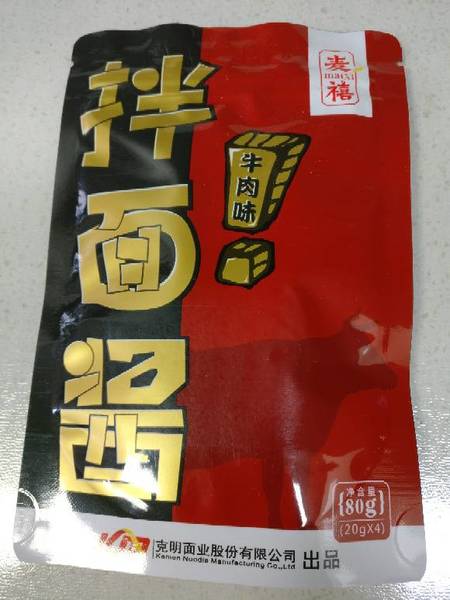 麦
maixi
禧
拌面酱
牛肉味
净含量
80g
(20gX4)
克明面业股份有限公司 出品
Kemen Noodle Manufacturing Co.,Ltd